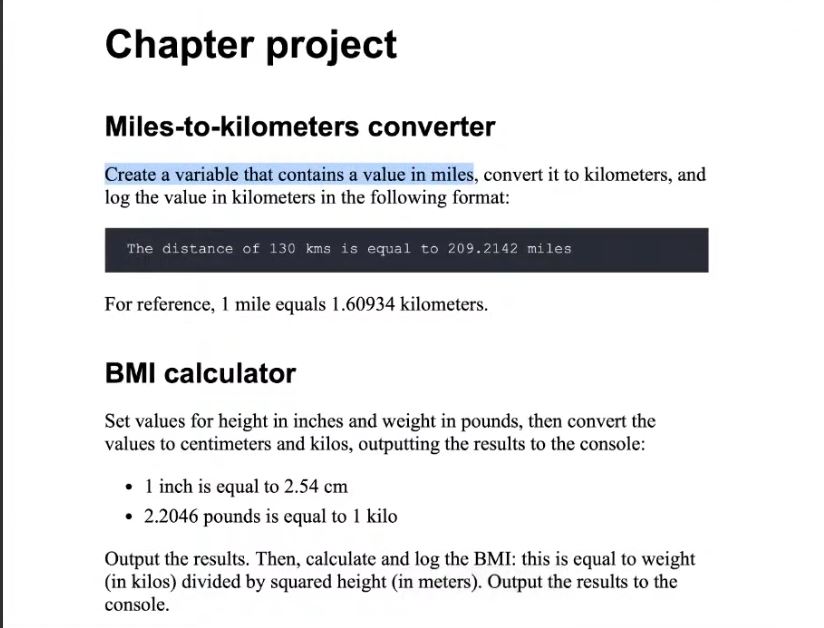 Chapter project
Miles-to-kilometers converter
Create a variable that contains a value in miles, convert it to kilometers, and
log the value in kilometers in the following format:
The distance of 130 kms is equal to 209.2142 miles
For reference, 1 mile equals 1.60934 kilometers.
BMI calculator
Set values for height in inches and weight in pounds, then convert the
values to centimeters and kilos, outputting the results to the console:
• 1 inch is equal to 2.54 cm
• 2.2046 pounds is equal to 1 kilo
Output the results. Then, calculate and log the BMI: this is equal to weight
(in kilos) divided by squared height (in meters). Output the results to the
console.